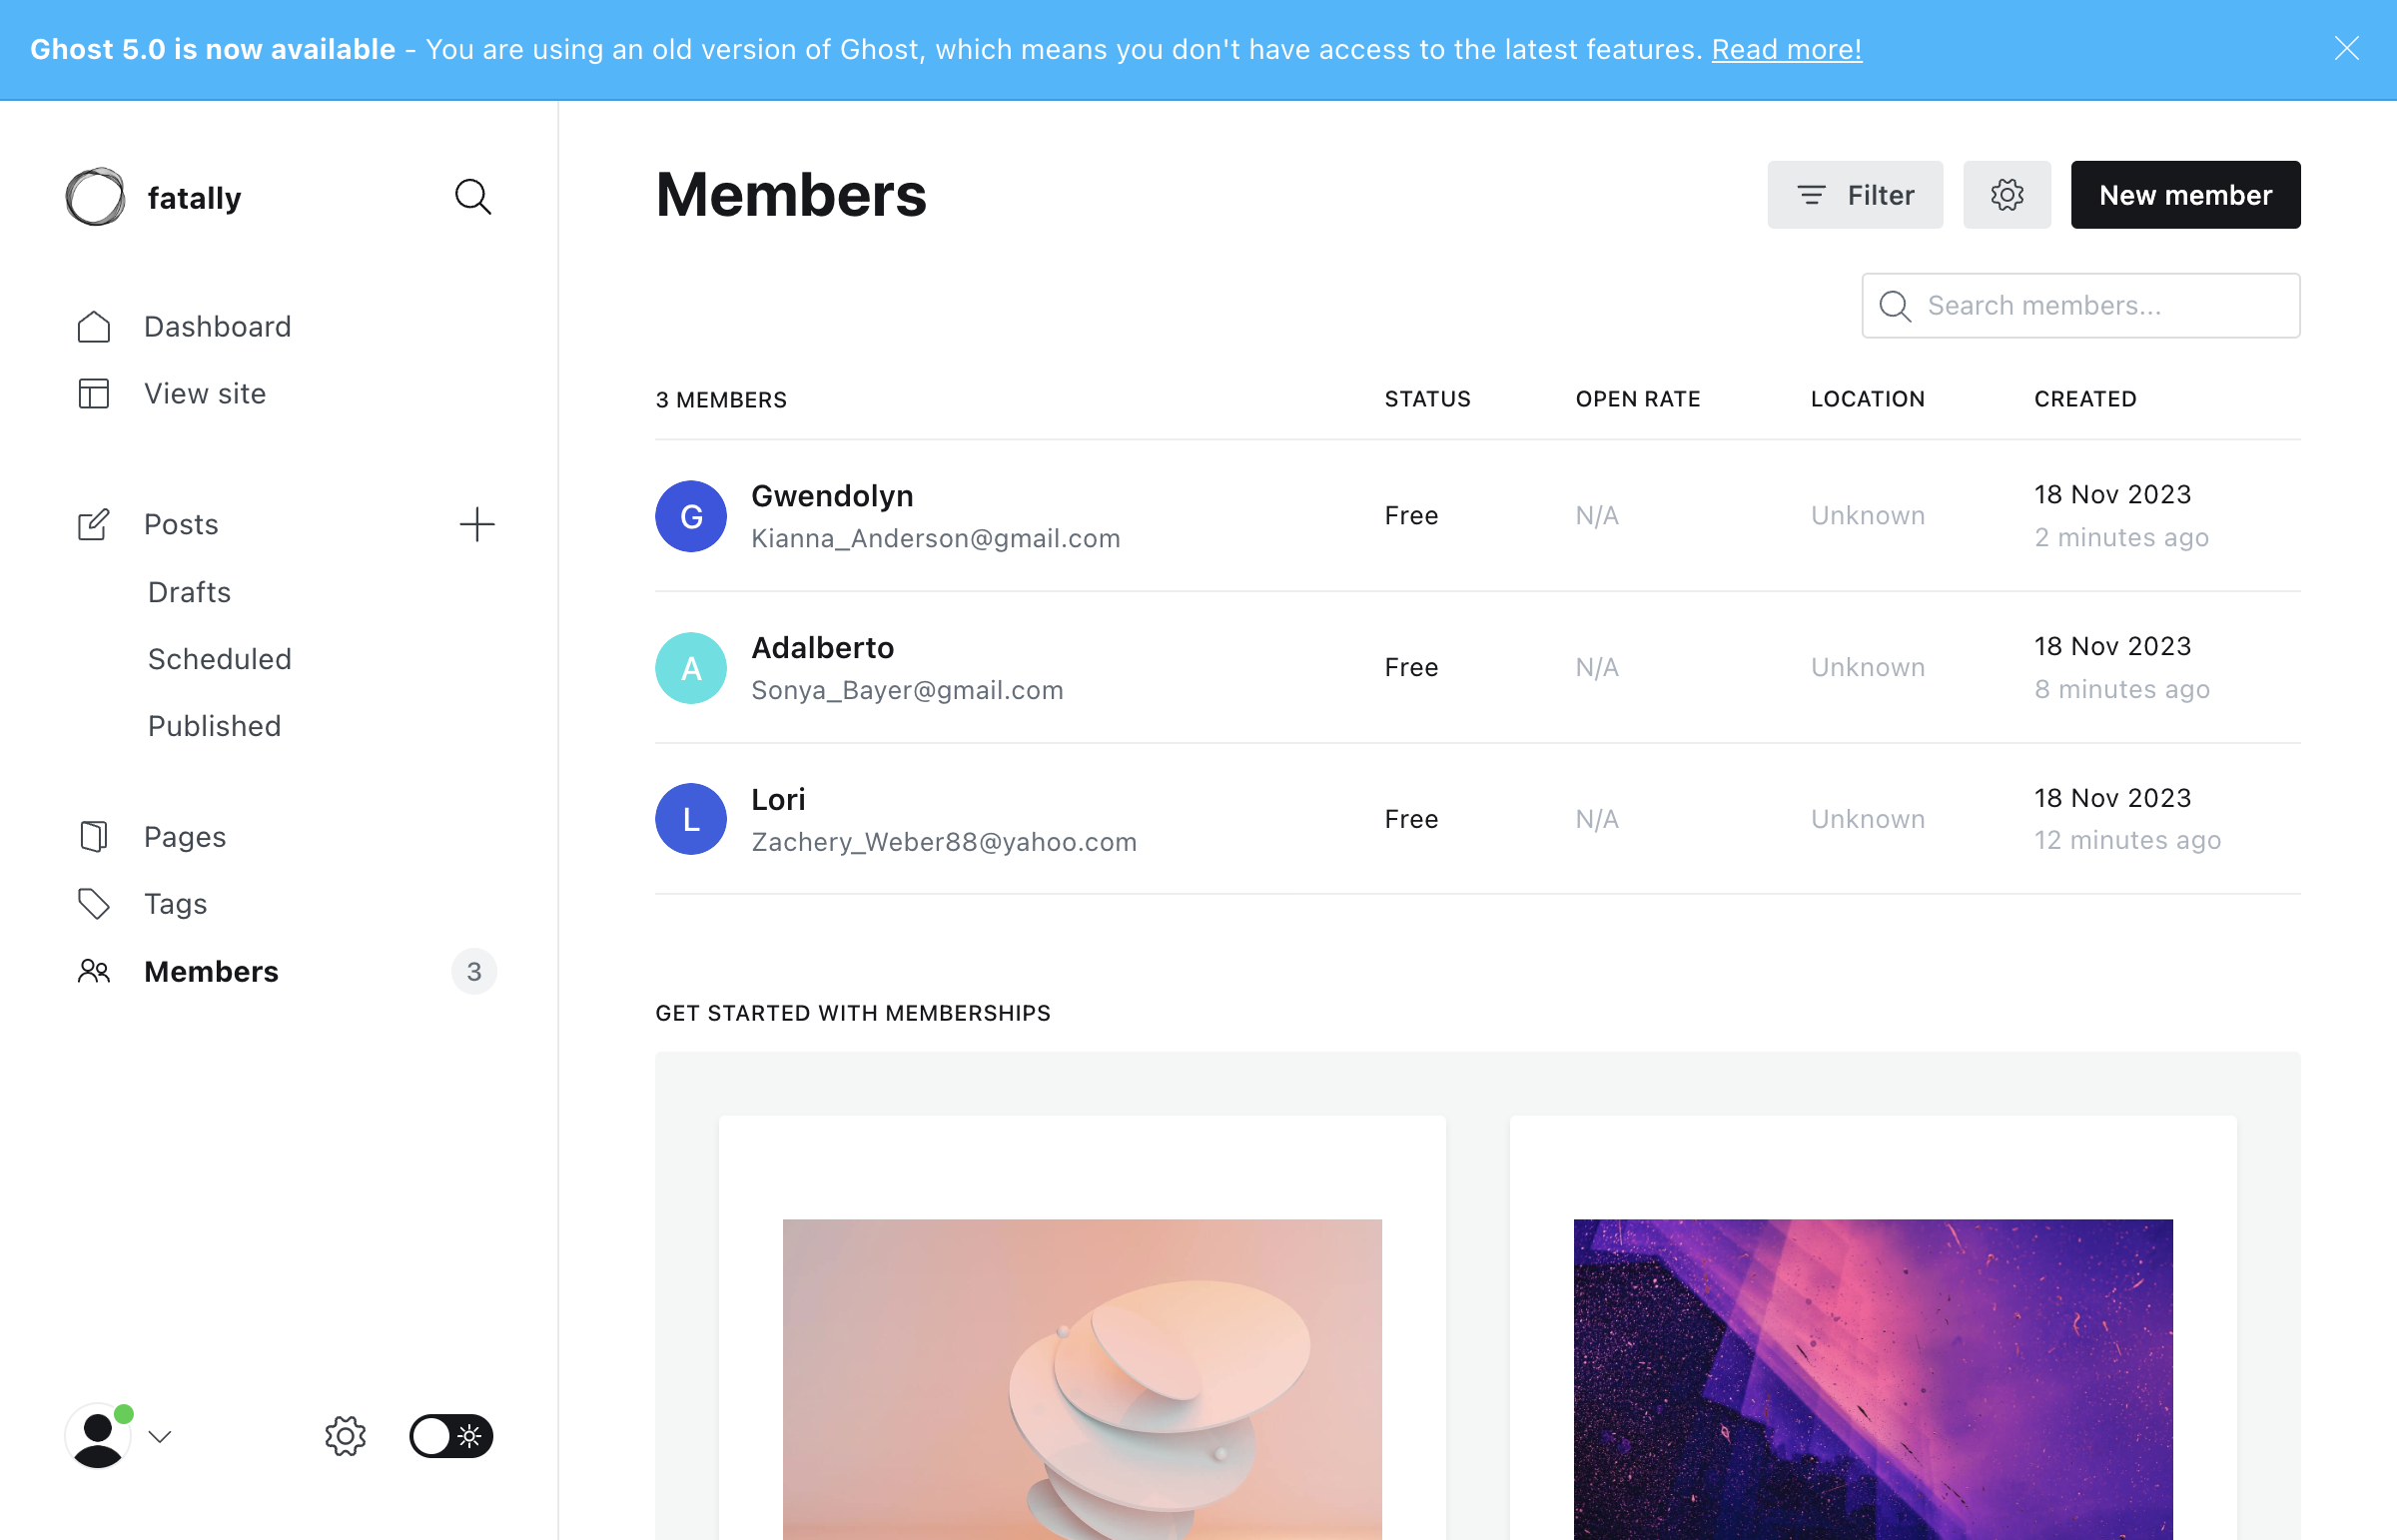 Ghost 5.0 is now available - You are using an old version of Ghost, which means you don't have access to the latest features. Read more!
fatally
Dashboard
View site
Posts
Drafts
Scheduled
Published
Pages
Tags
Members 3
Members
Filter
New member
Search members...
3 MEMBERS STATUS OPEN RATE LOCATION CREATED
G
Gwendolyn
Kianna_Anderson@gmail.com
Free N/A Unknown
18 Nov 2023
2 minutes ago
A
Adalberto
Sonya_Bayer@gmail.com
Free N/A Unknown
18 Nov 2023
8 minutes ago
L
Lori
Zachery_Weber88@yahoo.com
Free N/A Unknown
18 Nov 2023
12 minutes ago
GET STARTED WITH MEMBERSHIPS